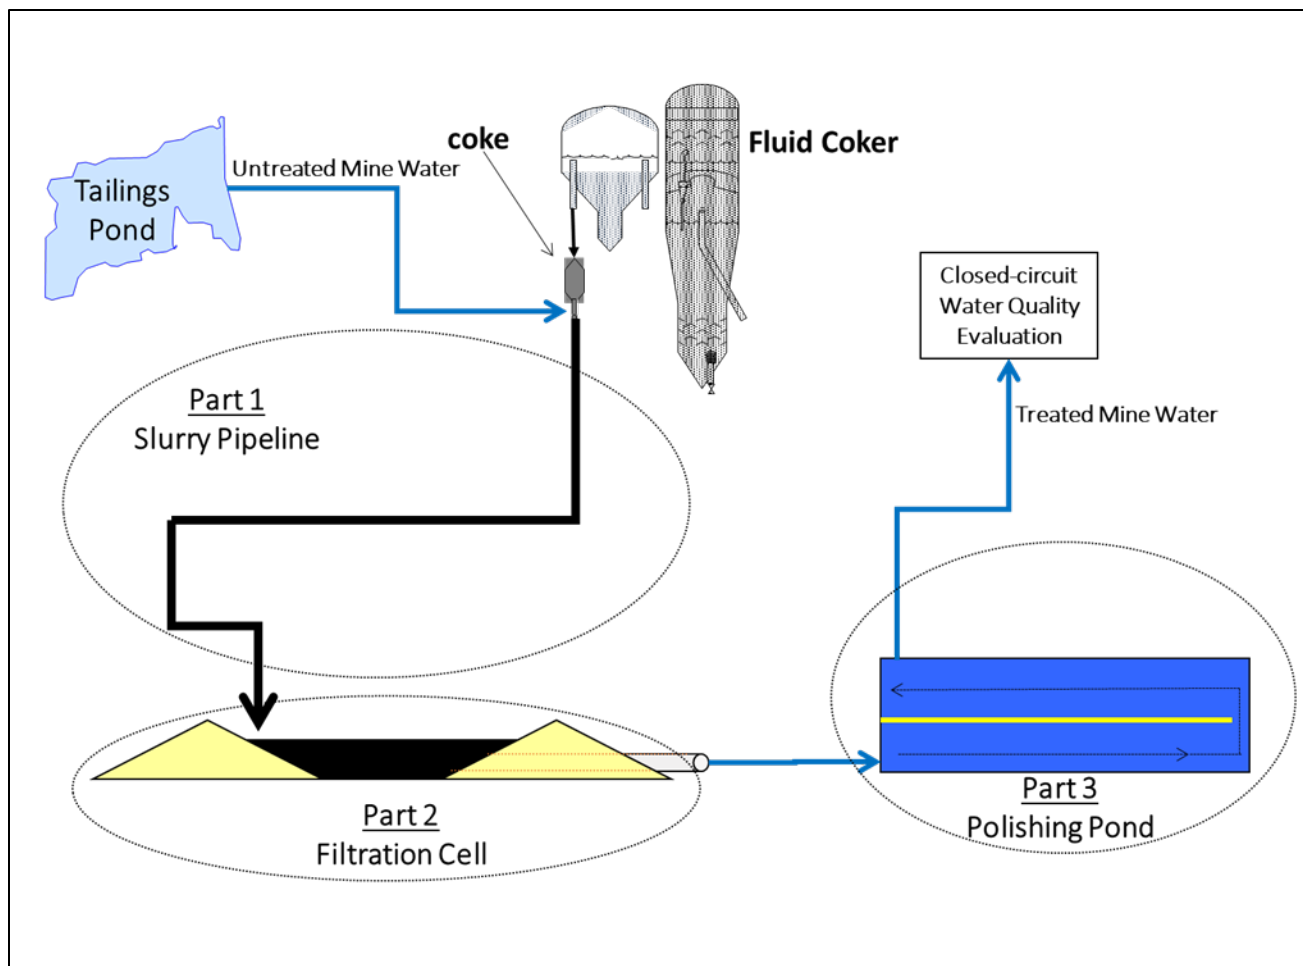 coke
Fluid Coker
Untreated Mine Water
Tailings
Pond
Closed-circuit
Water Quality
Evaluation
Part 1
Slurry Pipeline
Treated Mine Water
Part 2
Filtration Cell
Part 3
Polishing Pond